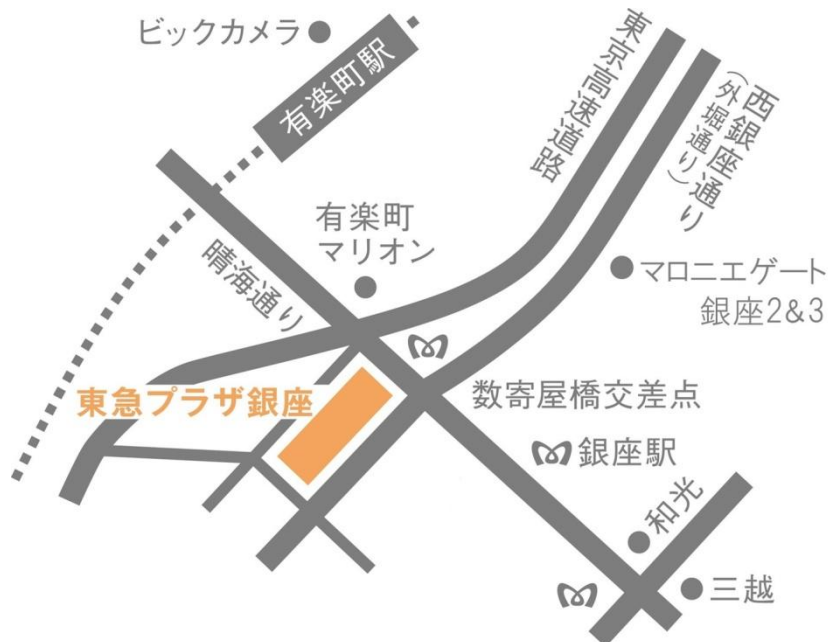 ビックカメラ
有楽町駅
東京高速道路
西銀座通り
(外堀通り)
有楽町
マリオン
晴海通り
マロニエゲート
銀座2&3
東急プラザ銀座
数寄屋橋交差点
銀座駅
和光
三越